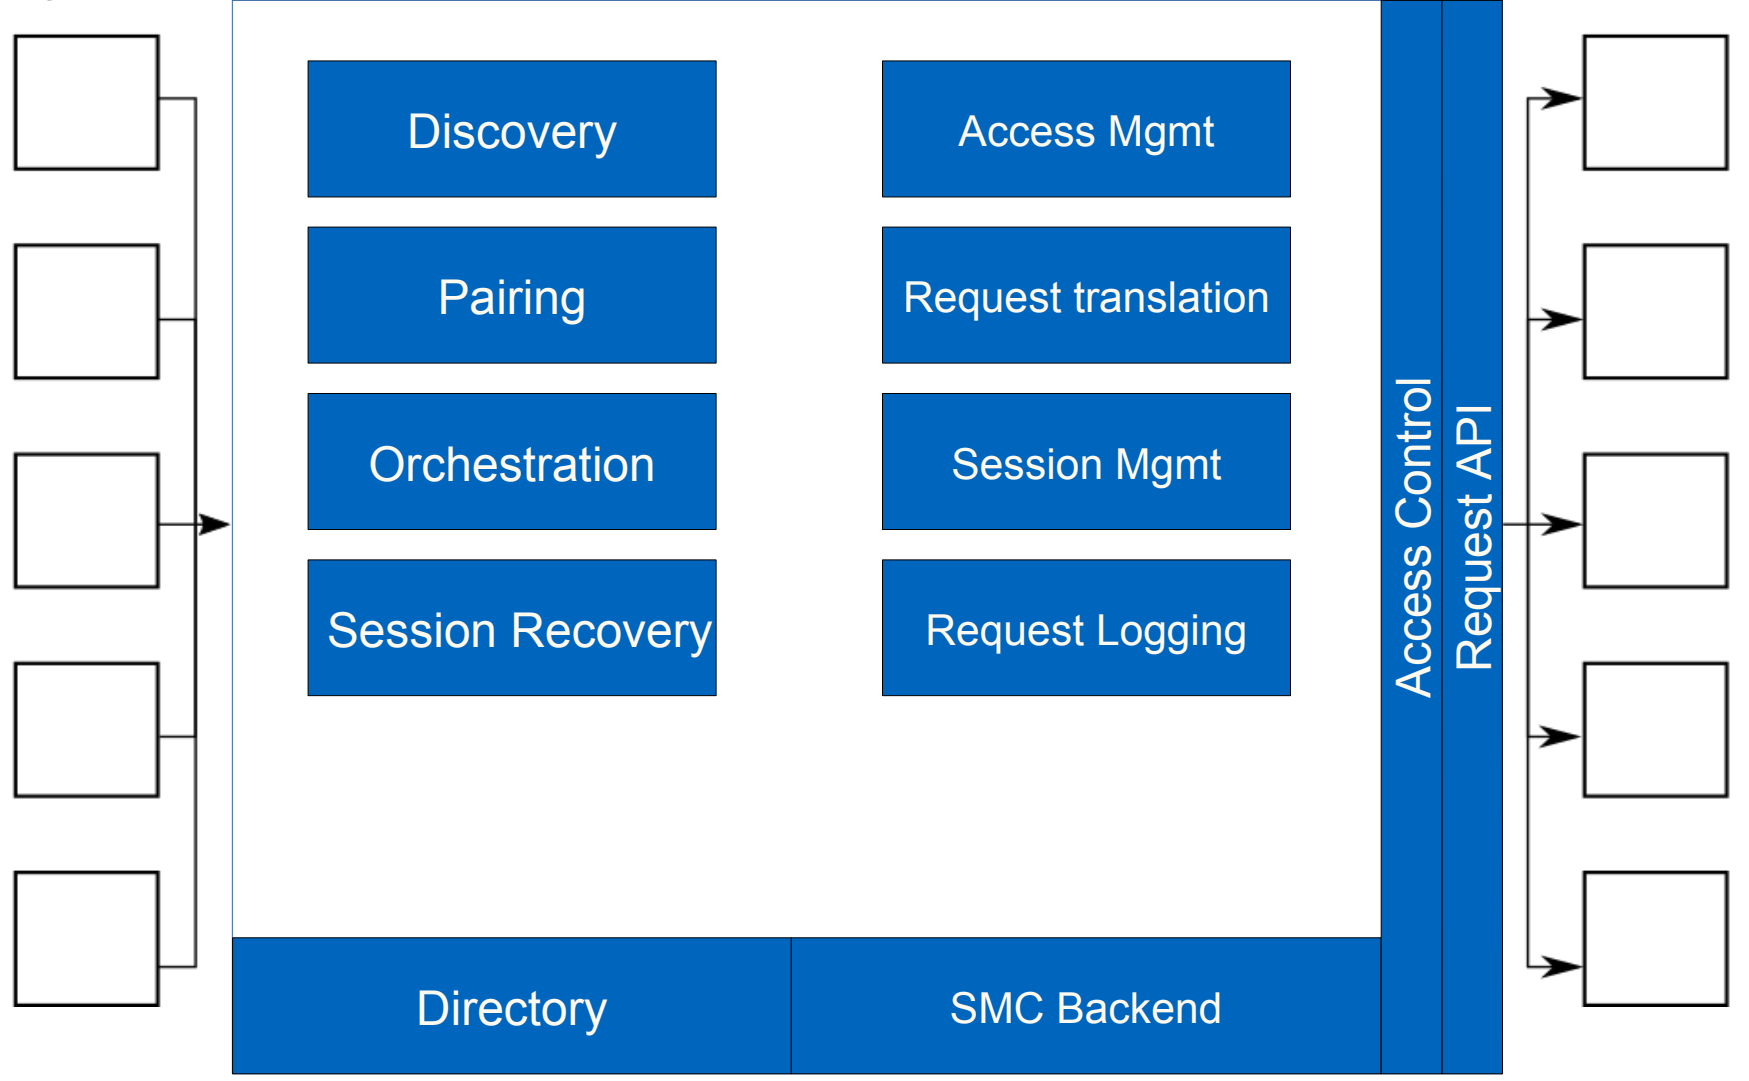 Discovery
Access Mgmt
Pairing
Request translation
Orchestration
Session Mgmt
Session Recovery
Request Logging
Access Control
Request API
Directory
SMC Backend